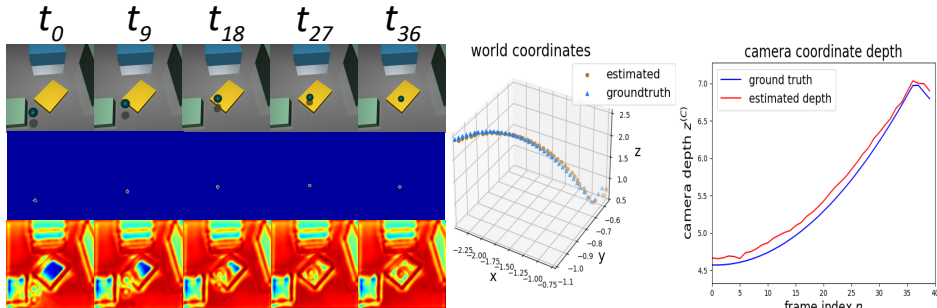 t0 t9 t18 t27 t36
world coordinates
estimated
groundtruth
2.5
2.0
1.5
1.0
0.5
z
−2.25
−2.00
−1.75
−1.50
−1.25
−1.00
−0.75
x
−0.6
−0.7
−0.8
−0.9
−1.0
−1.1
y
camera coordinate depth
ground truth
estimated depth
camera depth z(C)
7.0
6.5
6.0
5.5
5.0
4.5
0 5 10 15 20 25 30 35 40
frame index n